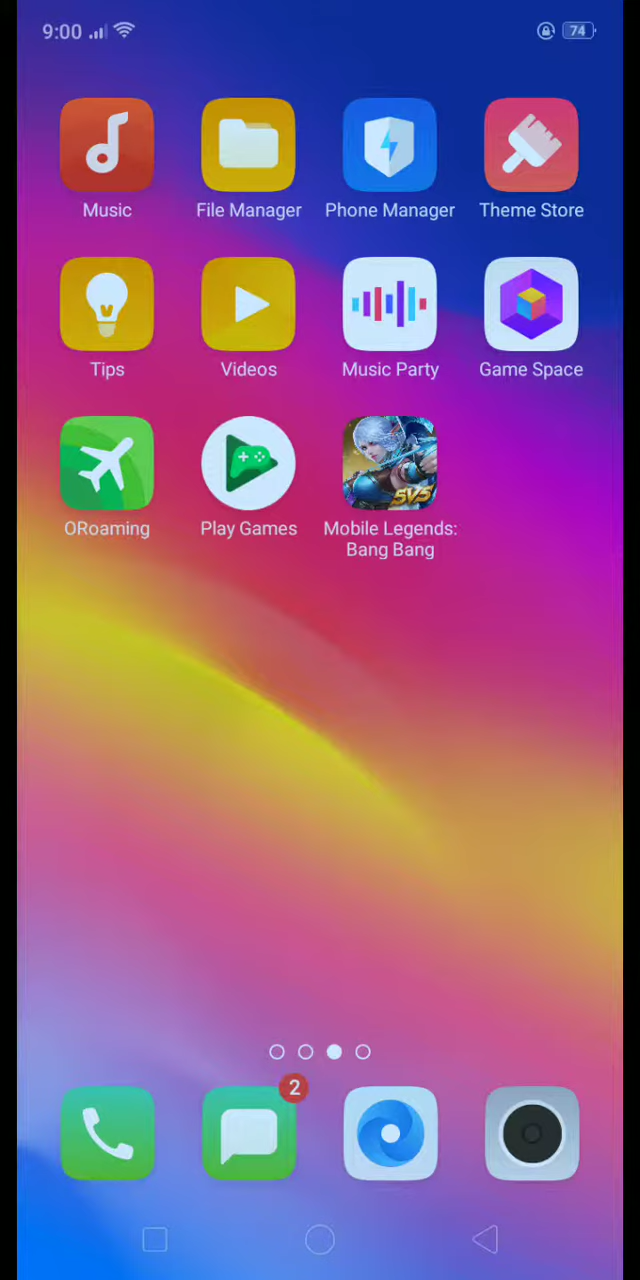 9:00
74
Music
File Manager
Phone Manager
Theme Store
Tips
Videos
Music Party
Game Space
ORoaming
Play Games
5V5
Mobile Legends:
Bang Bang
2